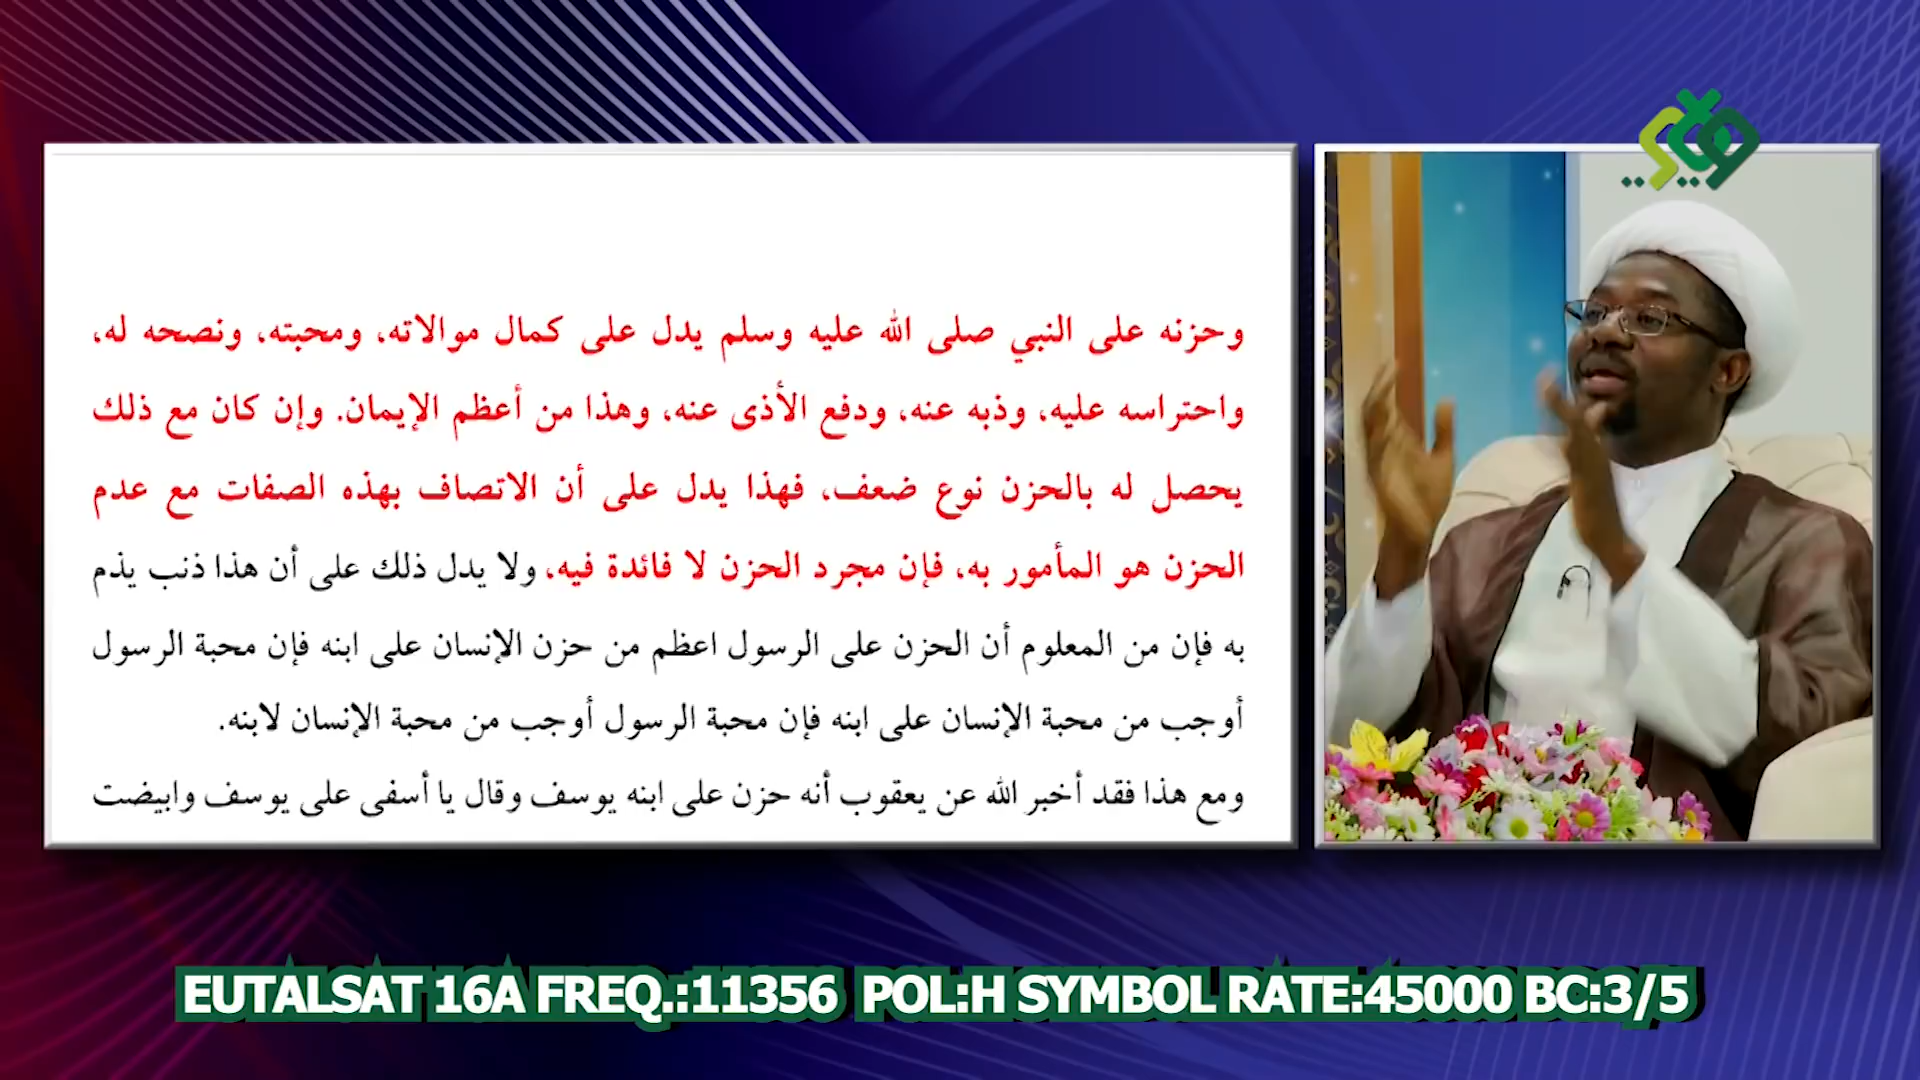 وحزنه على النبي صلى الله عليه وسلم يدل على كمال موالاته، ومحبته، ونصحه له،
واحتراسه عليه، وذبه عنه، ودفع الأذى عنه، وهذا من أعظم الإيمان. وإن كان مع ذلك
يحصل له بالحزن نوع ضعف، فهذا يدل على أن الاتصاف بهذه الصفات مع عدم
الحزن هو المأمور به، فإن مجرد الحزن لا فائدة فيه، ولا يدل ذلك على أن هذا ذنب يذم
به فإن من المعلوم أن الحزن على الرسول اعظم من حزن الإنسان على ابنه فإن محبة الرسول
أوجب من محبة الإنسان على ابنه فإن محبة الرسول أوجب من محبة الإنسان لابنه.
ومع هذا فقد أخبر الله عن يعقوب أنه حزن على ابنه يوسف وقال يا أسفى على يوسف وابيضت
EUTALSAT 16A FREQ.:11356 POL:H SYMBOL RATE:45000 BC:3/5